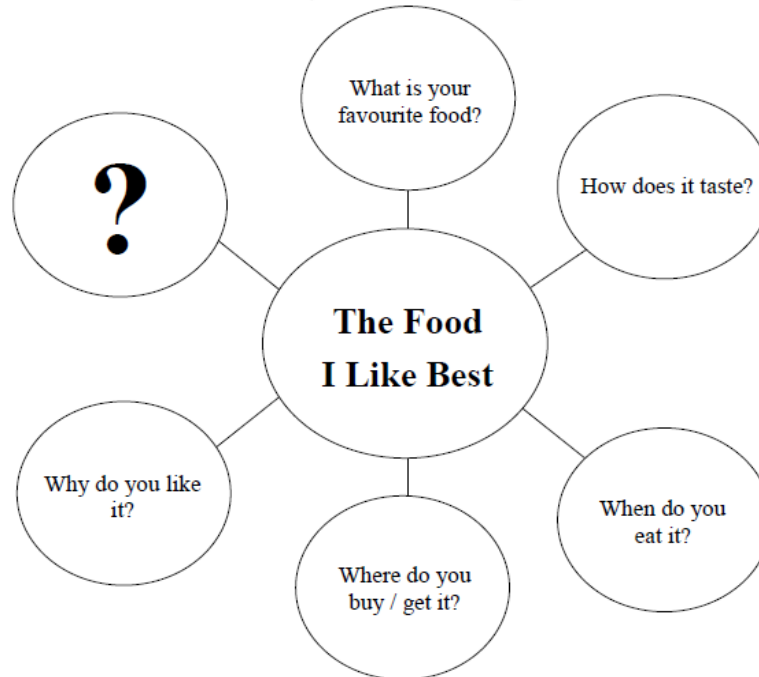 What is your
favourite food?
How does it taste?
?
The Food
I Like Best
Why do you like
it?
When do you
eat it?
Where do you
buy / get it?